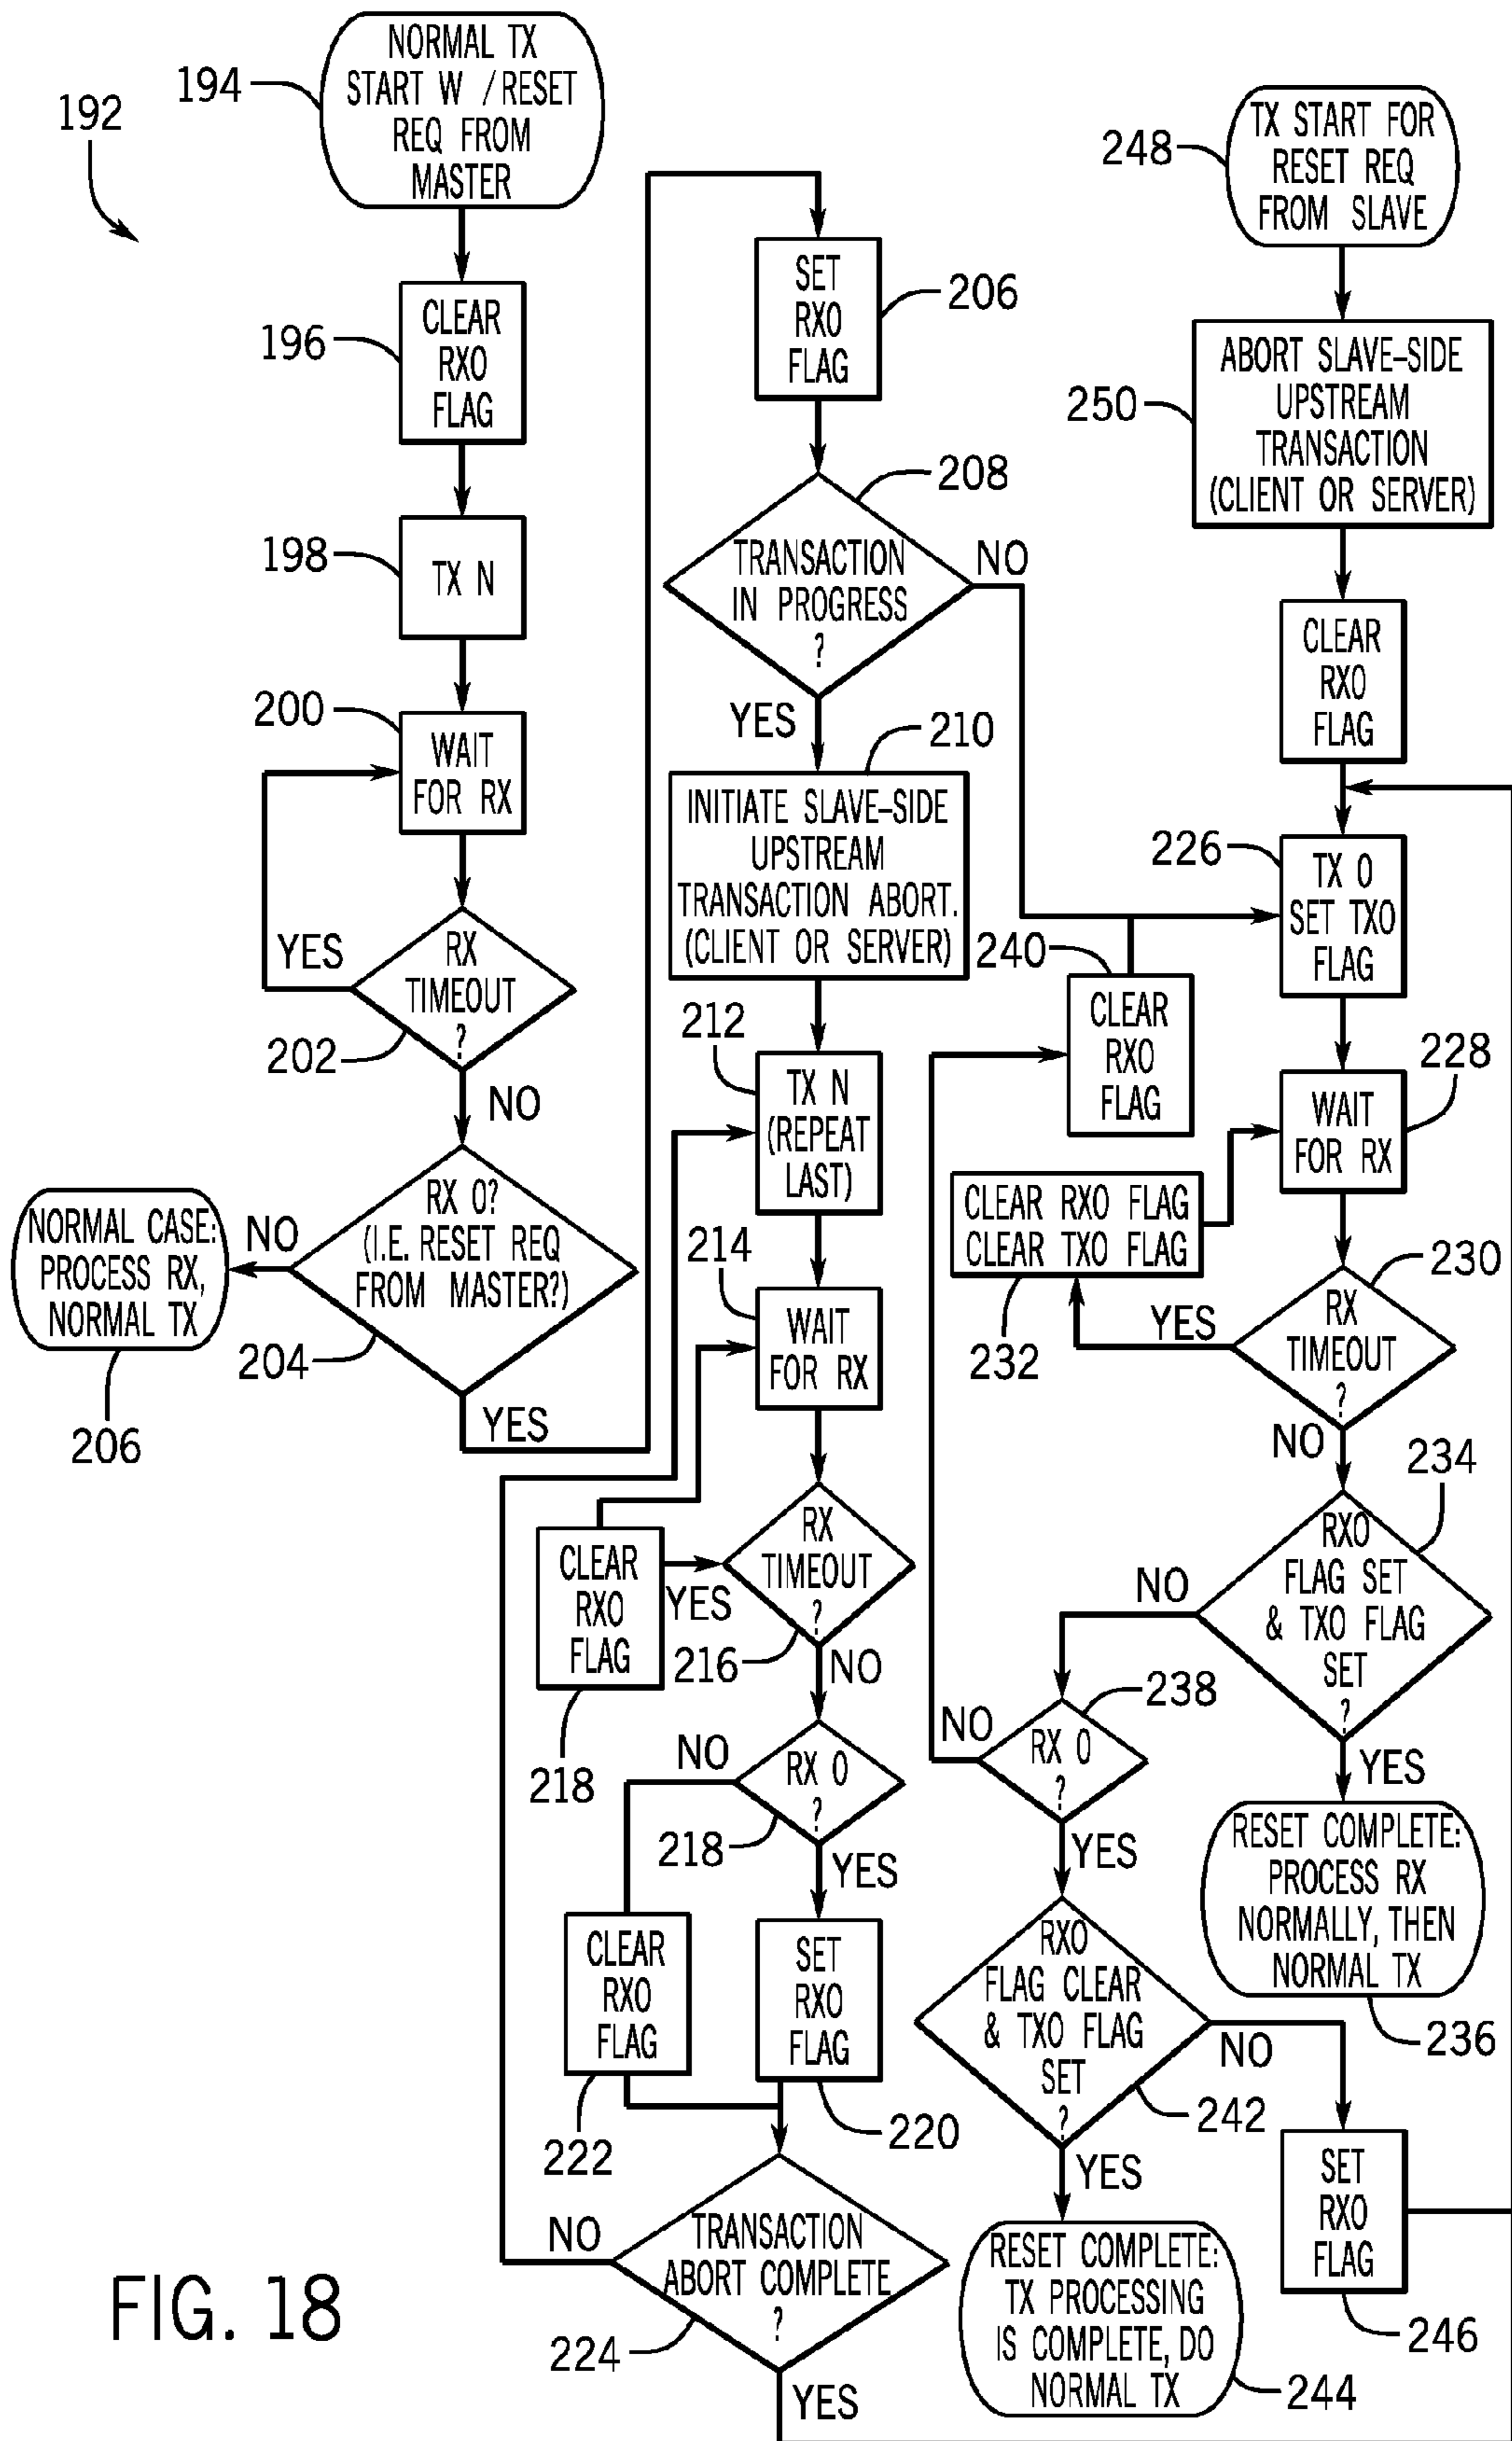 192
194
NORMAL TX
START W /RESET
REQ FROM
MASTER
196
CLEAR
RXO
FLAG
198
TX N
200
WAIT
FOR RX
YES
RX
TIMEOUT
?
202
NO
NORMAL CASE:
PROCESS RX,
NORMAL TX
206
NO
RX 0?
(I.E. RESET REQ
FROM MASTER?)
204
YES
SET
RXO
FLAG
206
208
TRANSACTION
IN PROGRESS
?
NO
YES
210
INITIATE SLAVE-SIDE
UPSTREAM
TRANSACTION ABORT.
(CLIENT OR SERVER)
212
TX N
(REPEAT
LAST)
214
WAIT
FOR RX
CLEAR
RXO
FLAG
218
YES
RX
TIMEOUT
?
216
NO
NO
RX 0
?
218
YES
CLEAR
RXO
FLAG
222
SET
RXO
FLAG
220
NO
TRANSACTION
ABORT COMPLETE
?
224
YES
248
TX START FOR
RESET REQ
FROM SLAVE
250
ABORT SLAVE-SIDE
UPSTREAM
TRANSACTION
(CLIENT OR SERVER)
CLEAR
RXO
FLAG
226
TX 0
SET TXO
FLAG
240
CLEAR
RXO
FLAG
228
WAIT
FOR RX
CLEAR RXO FLAG
CLEAR TXO FLAG
232
YES
230
RX
TIMEOUT
?
NO
234
RXO
FLAG SET
& TXO FLAG
SET
?
NO
YES
238
NO
RX 0
?
YES
RESET COMPLETE:
PROCESS RX
NORMALLY, THEN
NORMAL TX
236
RXO
FLAG CLEAR
& TXO FLAG
SET
?
NO
242
YES
SET
RXO
FLAG
246
RESET COMPLETE:
TX PROCESSING
IS COMPLETE, DO
NORMAL TX
244
FIG. 18